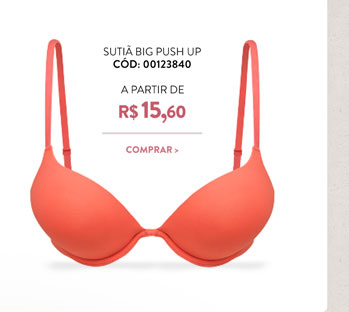 SUTIÃ BIG PUSH UP
CÓD: 00123840
A PARTIR DE
R$ 15,60
COMPRAR >